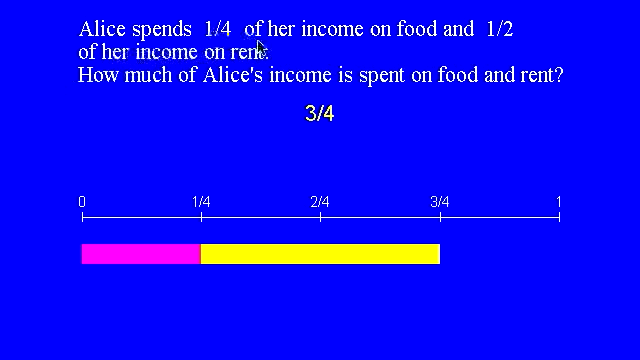 Alice spends 1/4 of her income on food and 1/2
of her income on rent.
How much of Alice's income is spent on food and rent?
3/4
0 1/4 2/4 3/4 1